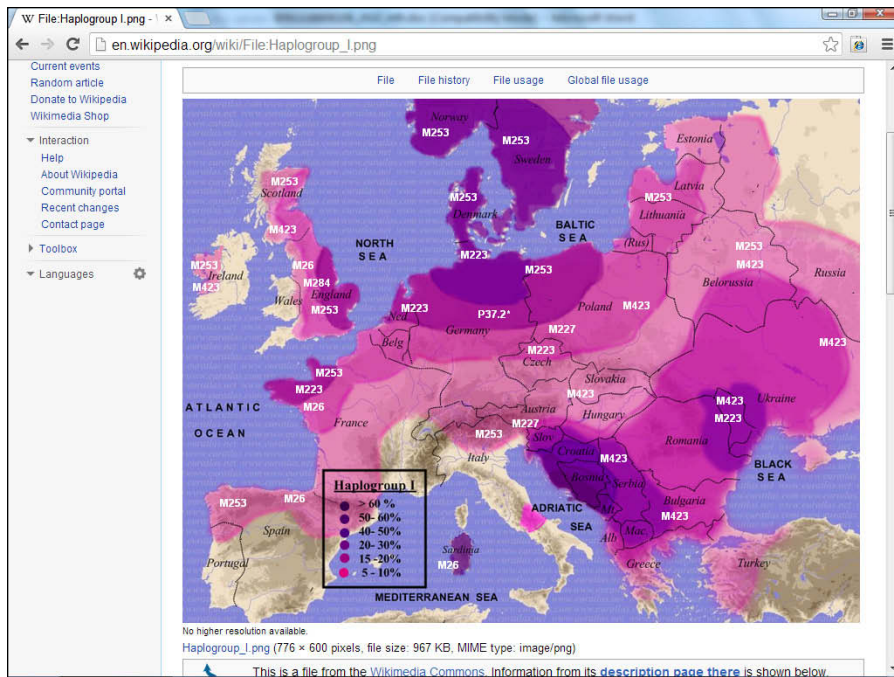 W File:Haplogroup_I.png - W
en.wikipedia.org/wiki/File:Haplogroup_I.png
Current events
Random article
Donate to Wikipedia
Wikimedia Shop
Interaction
Help
About Wikipedia
Community portal
Recent changes
Contact page
Toolbox
Languages
File File history File usage Global file usage
Norway
M253
M253
Sweden
Estonia
M253
Scotland
M253
Denmark
M253
Latvia
Lithuania
M423
BALTIC
SEA
NORTH
SEA
(Rus)
M253
M423
M223
M253
Ireland
M423
M26
M253
Belorussia
Russia
M284
England
Wales
M253
M223
Ned
P37.2*
Poland
M423
Germany
M227
M423
Belg
M223
Czech
M253
Slovakia
M223
M423
M26
ATLANTIC
OCEAN
France
Austria
Hungary
M423
M223
Ukraine
M227
M253
Slov
Romania
Italy
Croatia
M423
BLACK
SEA
Bosnia
Serbia
Haplogroup I
> 60 %
50- 60%
40- 50%
20- 30%
15 -20%
5 - 10%
M253
M26
Spain
Portugal
ADRIATIC
SEA
Mt
Bulgaria
M423
Mac
Alb
Sardinia
M26
Greece
Turkey
MEDITERRANEAN SEA
No higher resolution available.
Haplogroup_I.png (776 × 600 pixels, file size: 967 KB, MIME type: image/png)
This is a file from the Wikimedia Commons. Information from its description page there is shown below.